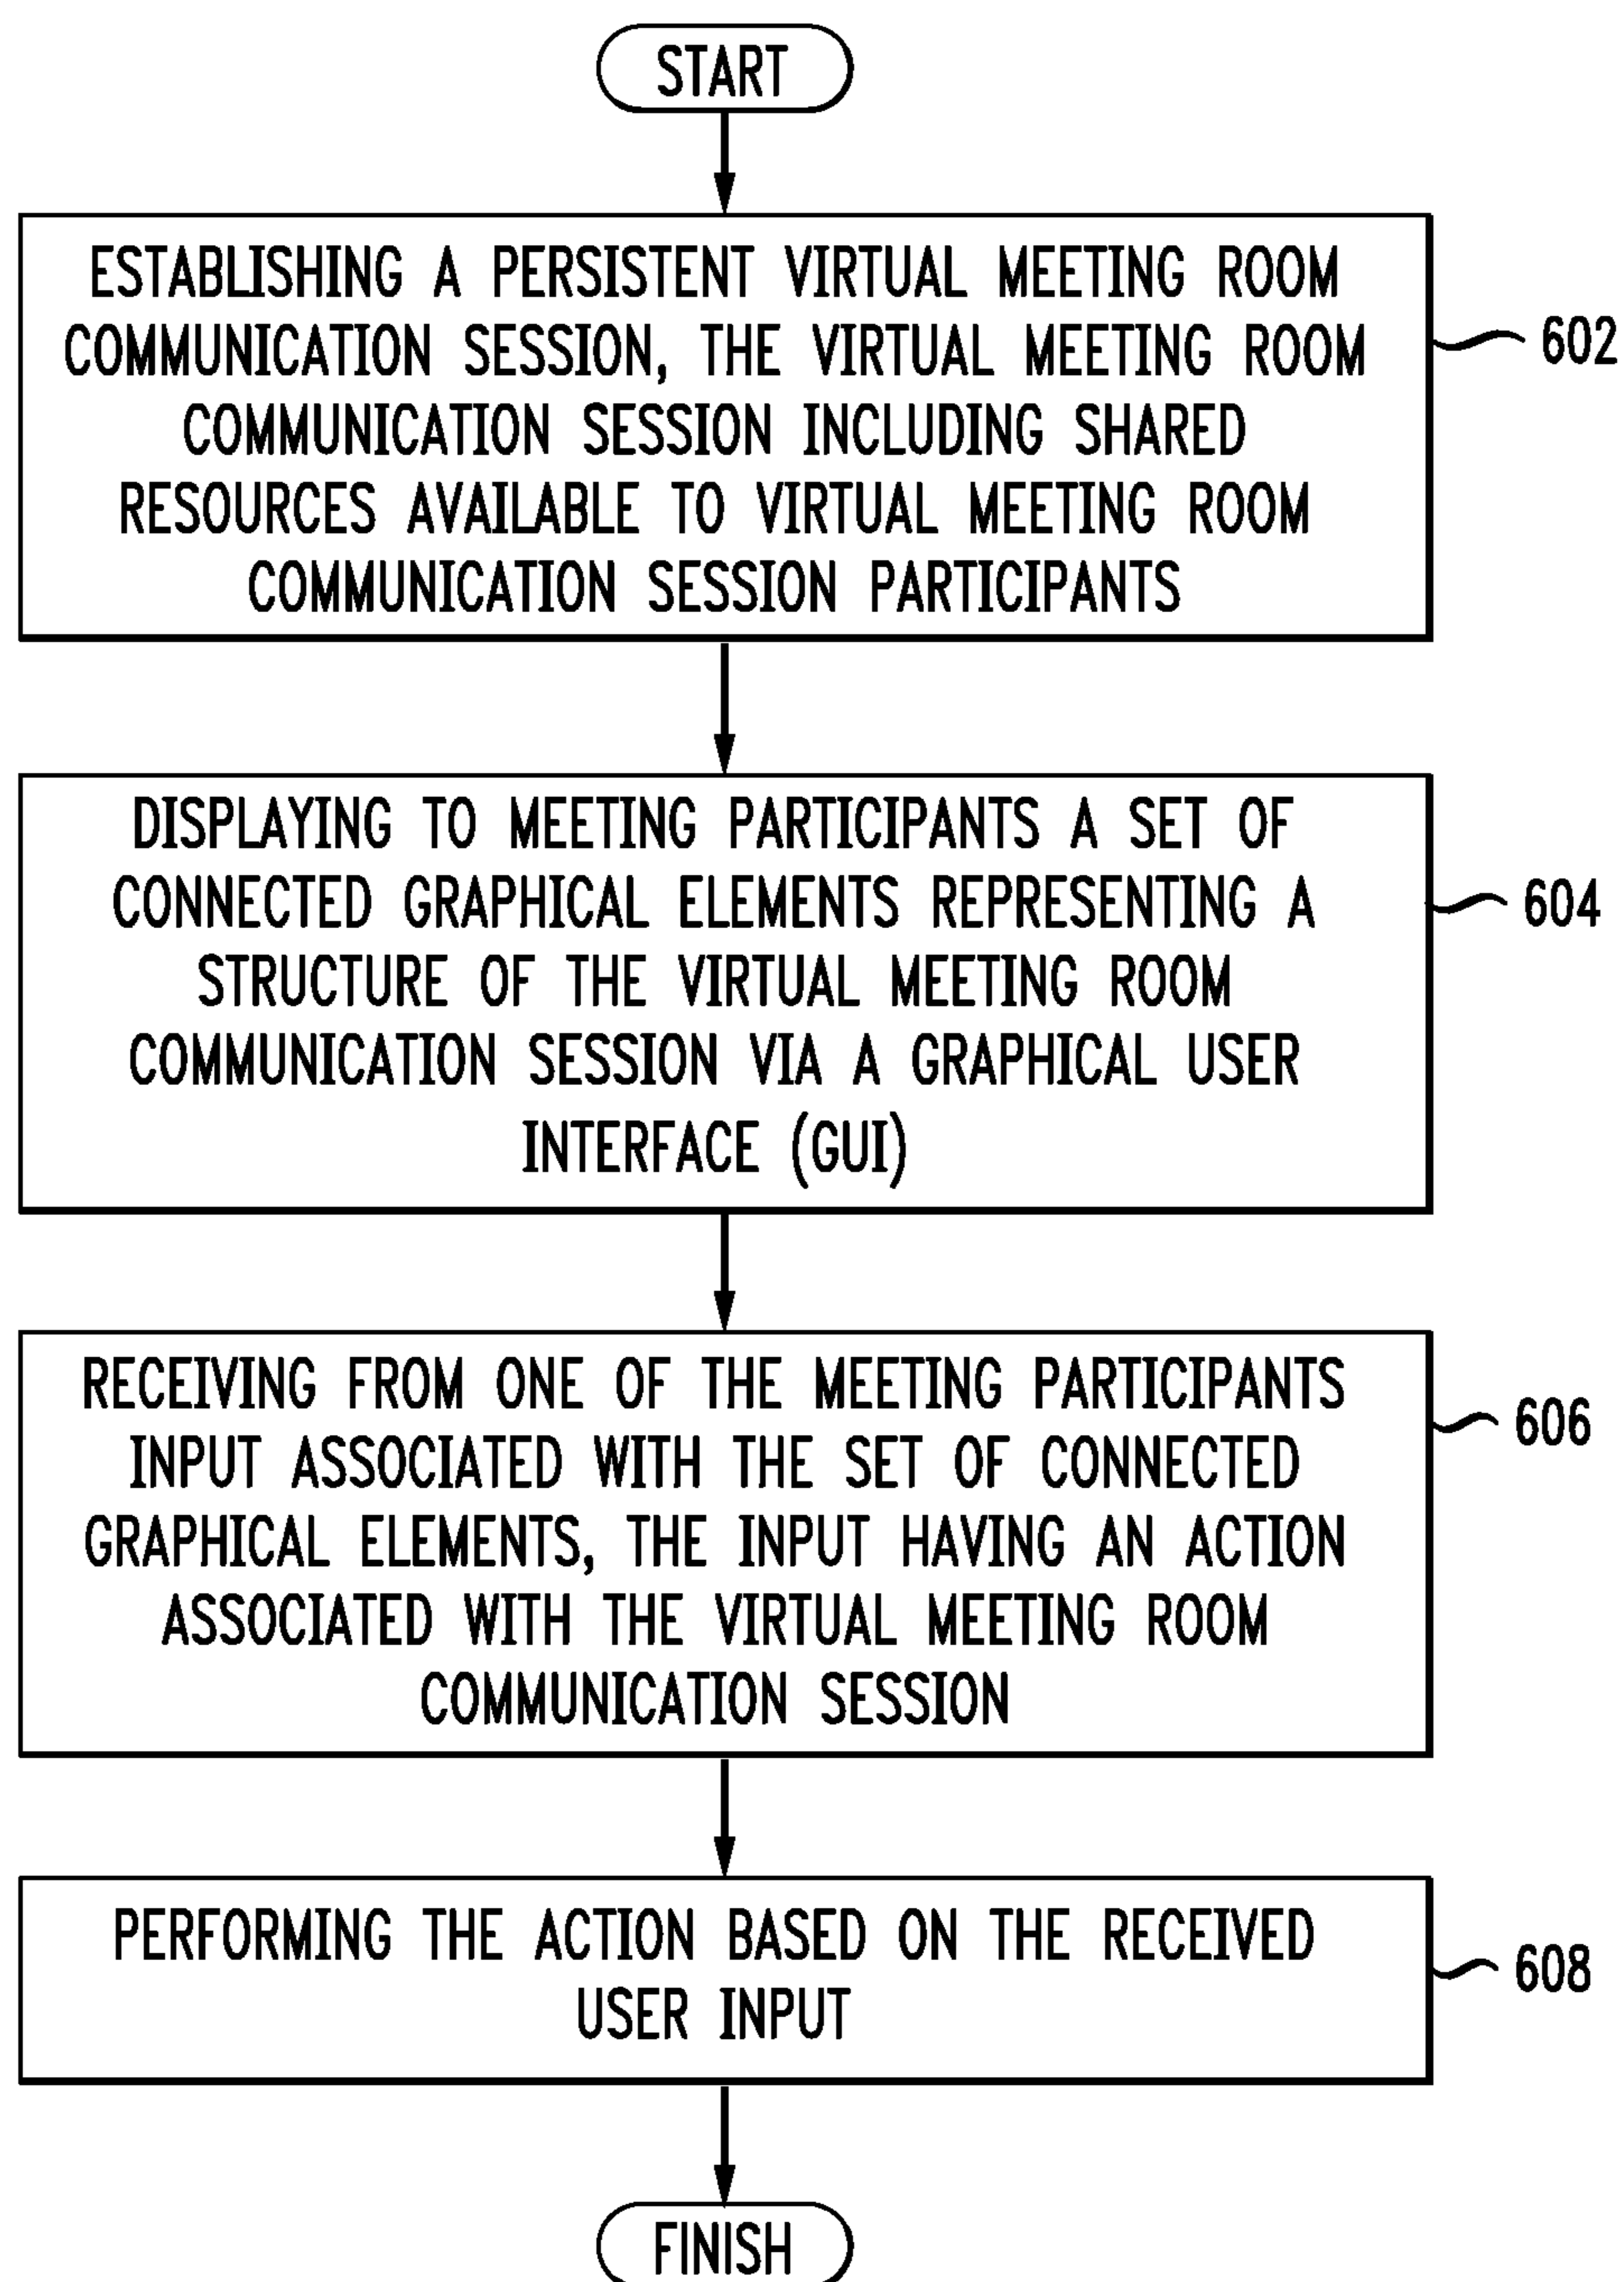 START
ESTABLISHING A PERSISTENT VIRTUAL MEETING ROOM
COMMUNICATION SESSION, THE VIRTUAL MEETING ROOM
COMMUNICATION SESSION INCLUDING SHARED
RESOURCES AVAILABLE TO VIRTUAL MEETING ROOM
COMMUNICATION SESSION PARTICIPANTS
602
DISPLAYING TO MEETING PARTICIPANTS A SET OF
CONNECTED GRAPHICAL ELEMENTS REPRESENTING A
STRUCTURE OF THE VIRTUAL MEETING ROOM
COMMUNICATION SESSION VIA A GRAPHICAL USER
INTERFACE (GUI)
604
RECEIVING FROM ONE OF THE MEETING PARTICIPANTS
INPUT ASSOCIATED WITH THE SET OF CONNECTED
GRAPHICAL ELEMENTS, THE INPUT HAVING AN ACTION
ASSOCIATED WITH THE VIRTUAL MEETING ROOM
COMMUNICATION SESSION
606
PERFORMING THE ACTION BASED ON THE RECEIVED
USER INPUT
608
FINISH